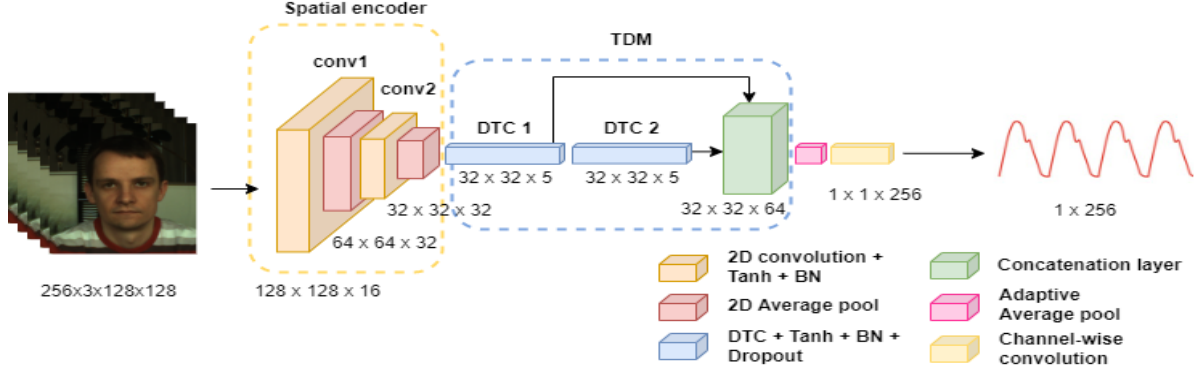 Spatial encoder
TDM
conv1
conv2
DTC 1
DTC 2
32 x 32 x 5
32 x 32 x 5
1 x 1 x 256
32 x 32 x 32
32 x 32 x 64
1 x 256
64 x 64 x 32
256x3x128x128
128 x 128 x 16
2D convolution +
Tanh + BN
Concatenation layer
2D Average pool
Adaptive
Average pool
DTC + Tanh + BN +
Dropout
Channel-wise
convolution